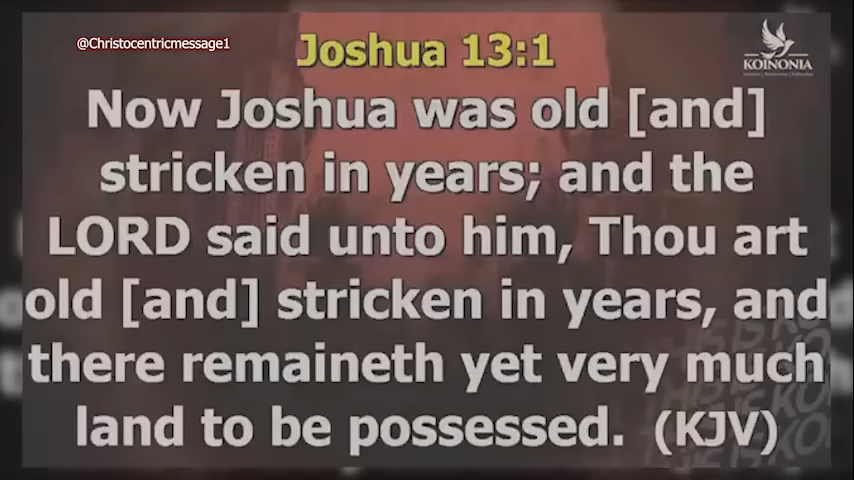 @Christocentricmessage1
Joshua 13:1
KOINONIA
Now Joshua was old [and]
stricken in years; and the
LORD said unto him, Thou art
old [and] stricken in years, and
there remaineth yet very much
land to be possessed. (KJV)